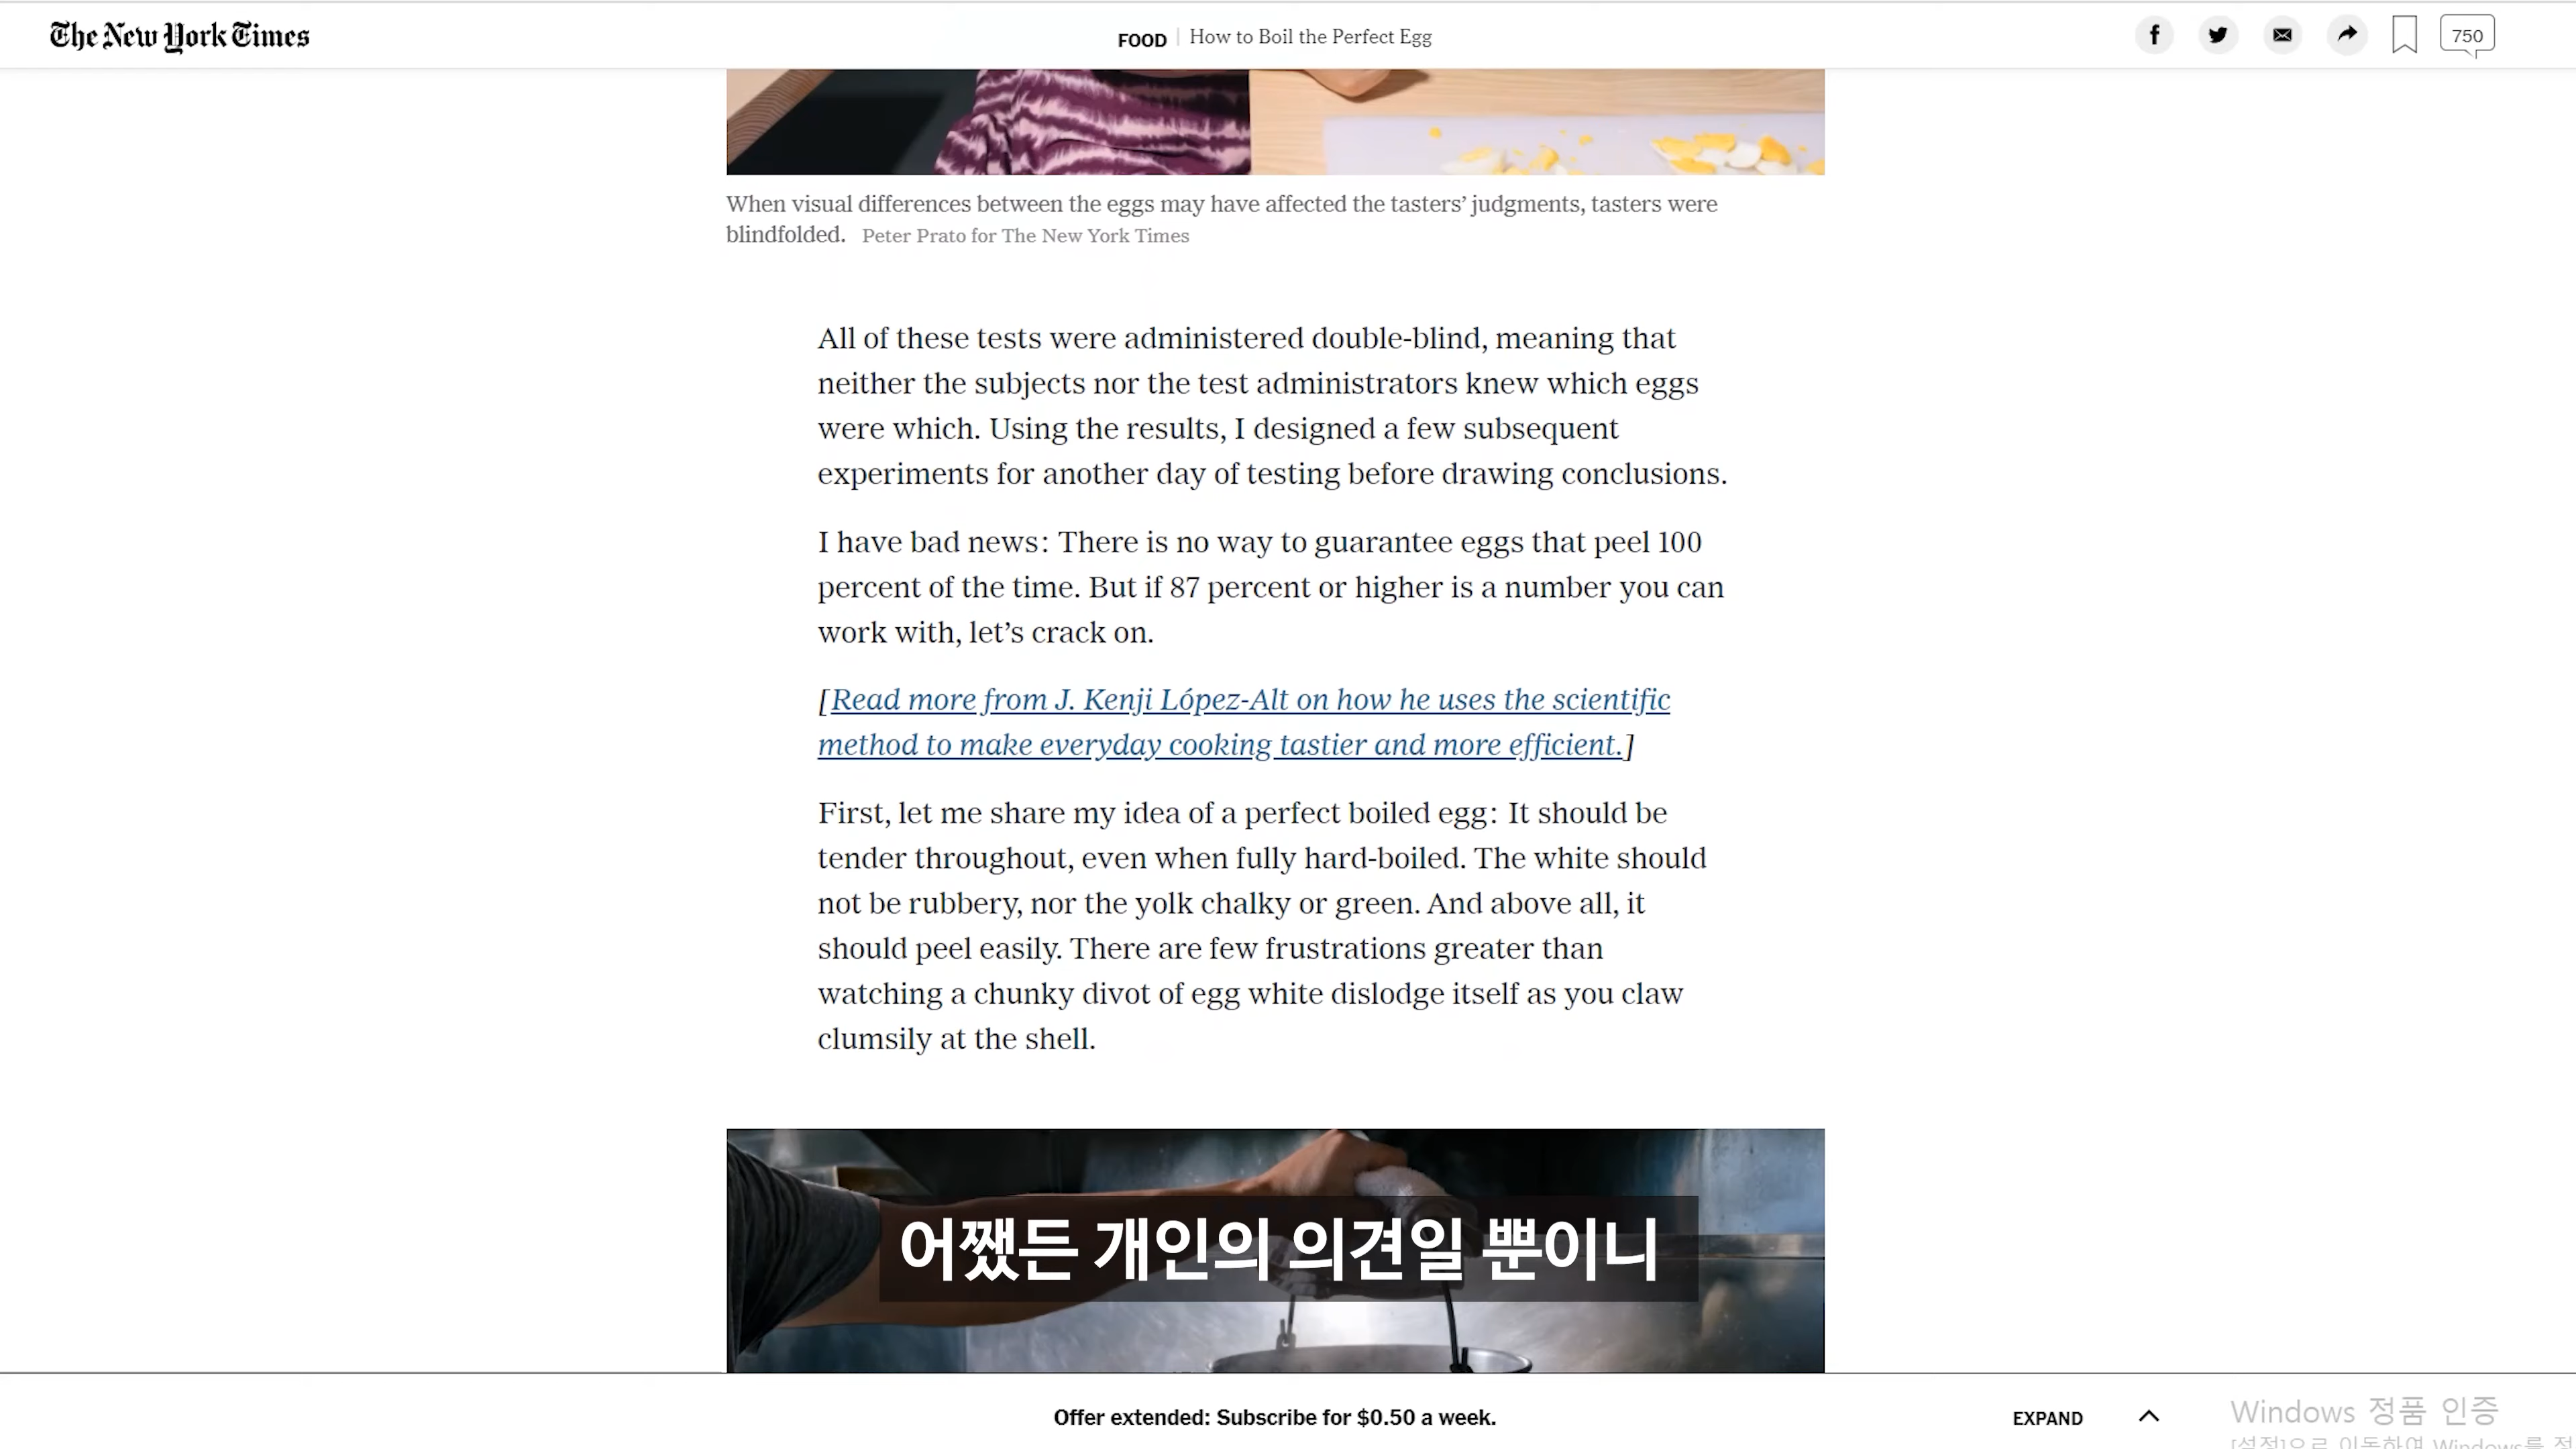 The New York Times
FOOD
How to Boil the Perfect Egg
750
When visual differences between the eggs may have affected the tasters’ judgments, tasters were
blindfolded. Peter Prato for The New York Times
All of these tests were administered double-blind, meaning that
neither the subjects nor the test administrators knew which eggs
were which. Using the results, I designed a few subsequent
experiments for another day of testing before drawing conclusions.
I have bad news: There is no way to guarantee eggs that peel 100
percent of the time. But if 87 percent or higher is a number you can
work with, let’s crack on.
[Read more from J. Kenji López-Alt on how he uses the scientific
method to make everyday cooking tastier and more efficient.]
First, let me share my idea of a perfect boiled egg: It should be
tender throughout, even when fully hard-boiled. The white should
not be rubbery, nor the yolk chalky or green. And above all, it
should peel easily. There are few frustrations greater than
watching a chunky divot of egg white dislodge itself as you claw
clumsily at the shell.
어쨌든 개인의 의견일 뿐이니
Offer extended: Subscribe for $0.50 a week.
EXPAND
Windows 정품 인증